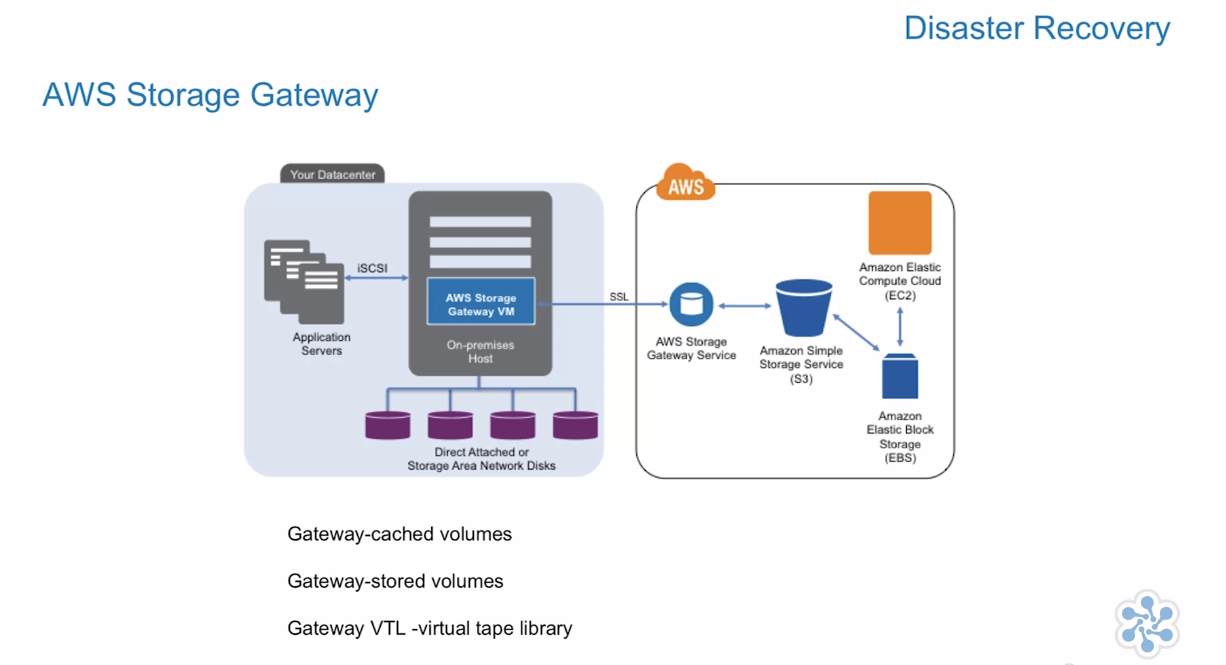 Disaster Recovery
AWS Storage Gateway
Your Datacenter
iSCSI
Application
Servers
AWS Storage
Gateway VM
On-premises
Host
Direct Attached or
Storage Area Network Disks
SSL
AWS
AWS Storage
Gateway Service
Amazon Simple
Storage Service
(S3)
Amazon Elastic
Compute Cloud
(EC2)
Amazon
Elastic Block
Storage
(EBS)
Gateway-cached volumes
Gateway-stored volumes
Gateway VTL -virtual tape library